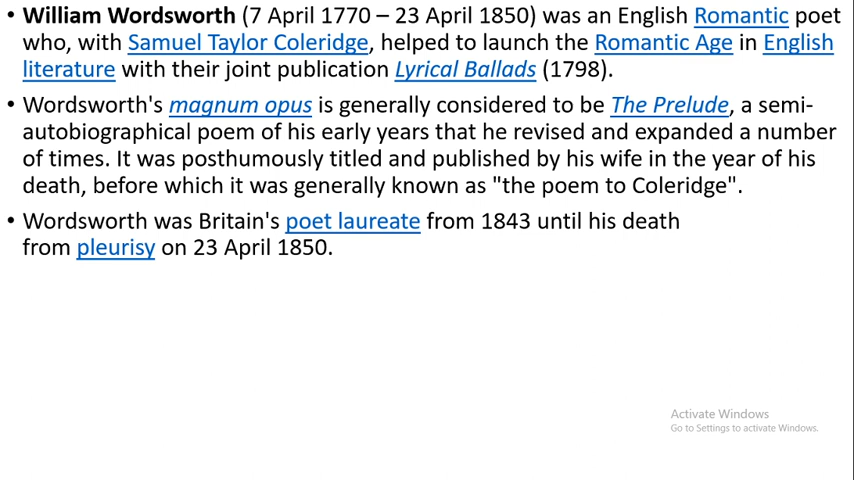 • William Wordsworth (7 April 1770 – 23 April 1850) was an English Romantic poet
who, with Samuel Taylor Coleridge, helped to launch the Romantic Age in English
literature with their joint publication Lyrical Ballads (1798).
• Wordsworth's magnum opus is generally considered to be The Prelude, a semi-
autobiographical poem of his early years that he revised and expanded a number
of times. It was posthumously titled and published by his wife in the year of his
death, before which it was generally known as "the poem to Coleridge".
• Wordsworth was Britain's poet laureate from 1843 until his death
from pleurisy on 23 April 1850.
Activate Windows
Go to Settings to activate Windows.